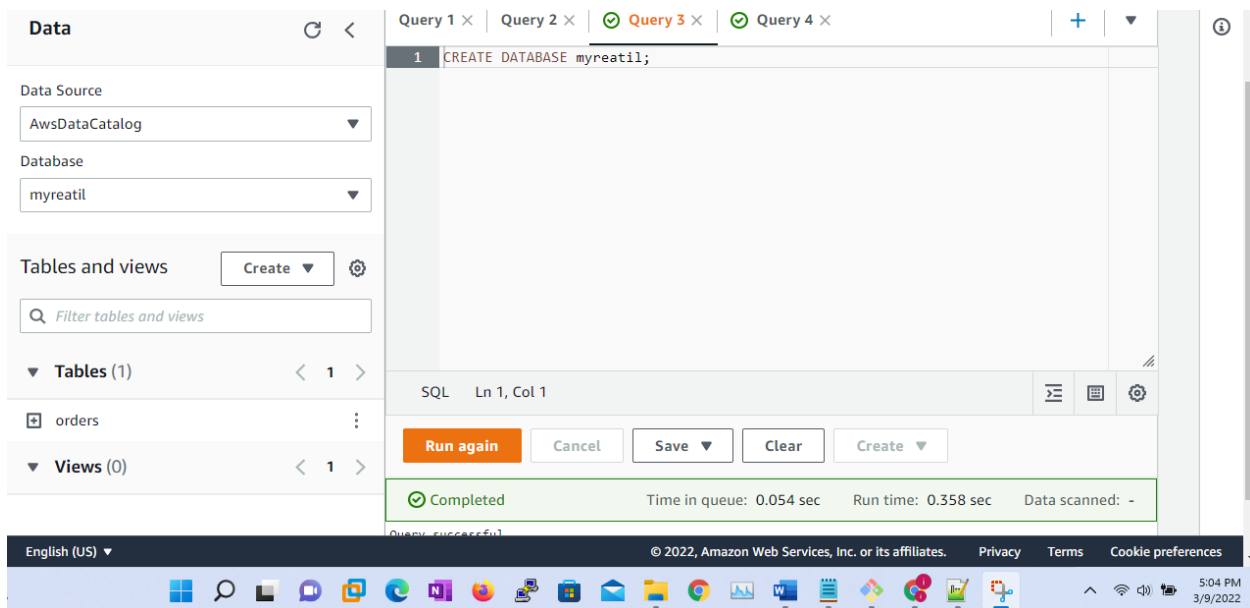 Data
Query 1 Query 2 Query 3 Query 4
1 CREATE DATABASE myreatil;
Data Source
AwsDataCatalog
Database
myreatil
Tables and views Create
Filter tables and views
Tables (1) 1
orders
Views (0) 1
SQL Ln 1, Col 1
Run again Cancel Save Clear Create
Completed Time in queue: 0.054 sec Run time: 0.358 sec Data scanned: -
Query successful
English (US) © 2022, Amazon Web Services, Inc. or its affiliates. Privacy Terms Cookie preferences
5:04 PM
3/9/2022